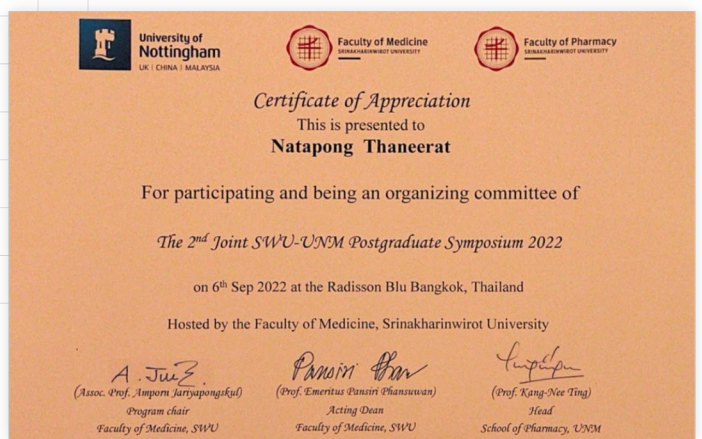 University of
Nottingham
UK | CHINA | MALAYSIA
Faculty of Medicine
SRINAKHARINWIROT UNIVERSITY
Faculty of Pharmacy
SRINAKHARINWIROT UNIVERSITY
Certificate of Appreciation
This is presented to
Natapong Thaneerat
For participating and being an organizing committee of
The 2nd Joint SWU-UNM Postgraduate Symposium 2022
on 6th Sep 2022 at the Radisson Blu Bangkok, Thailand
Hosted by the Faculty of Medicine, Srinakharinwirot University
(Assoc. Prof. Amporn Jariyapongskul)
Program chair
Faculty of Medicine, SWU
(Prof. Emeritus Pansiri Phansuwan)
Acting Dean
Faculty of Medicine, SWU
(Prof. Kang-Nee Ting)
Head
School of Pharmacy, UNM